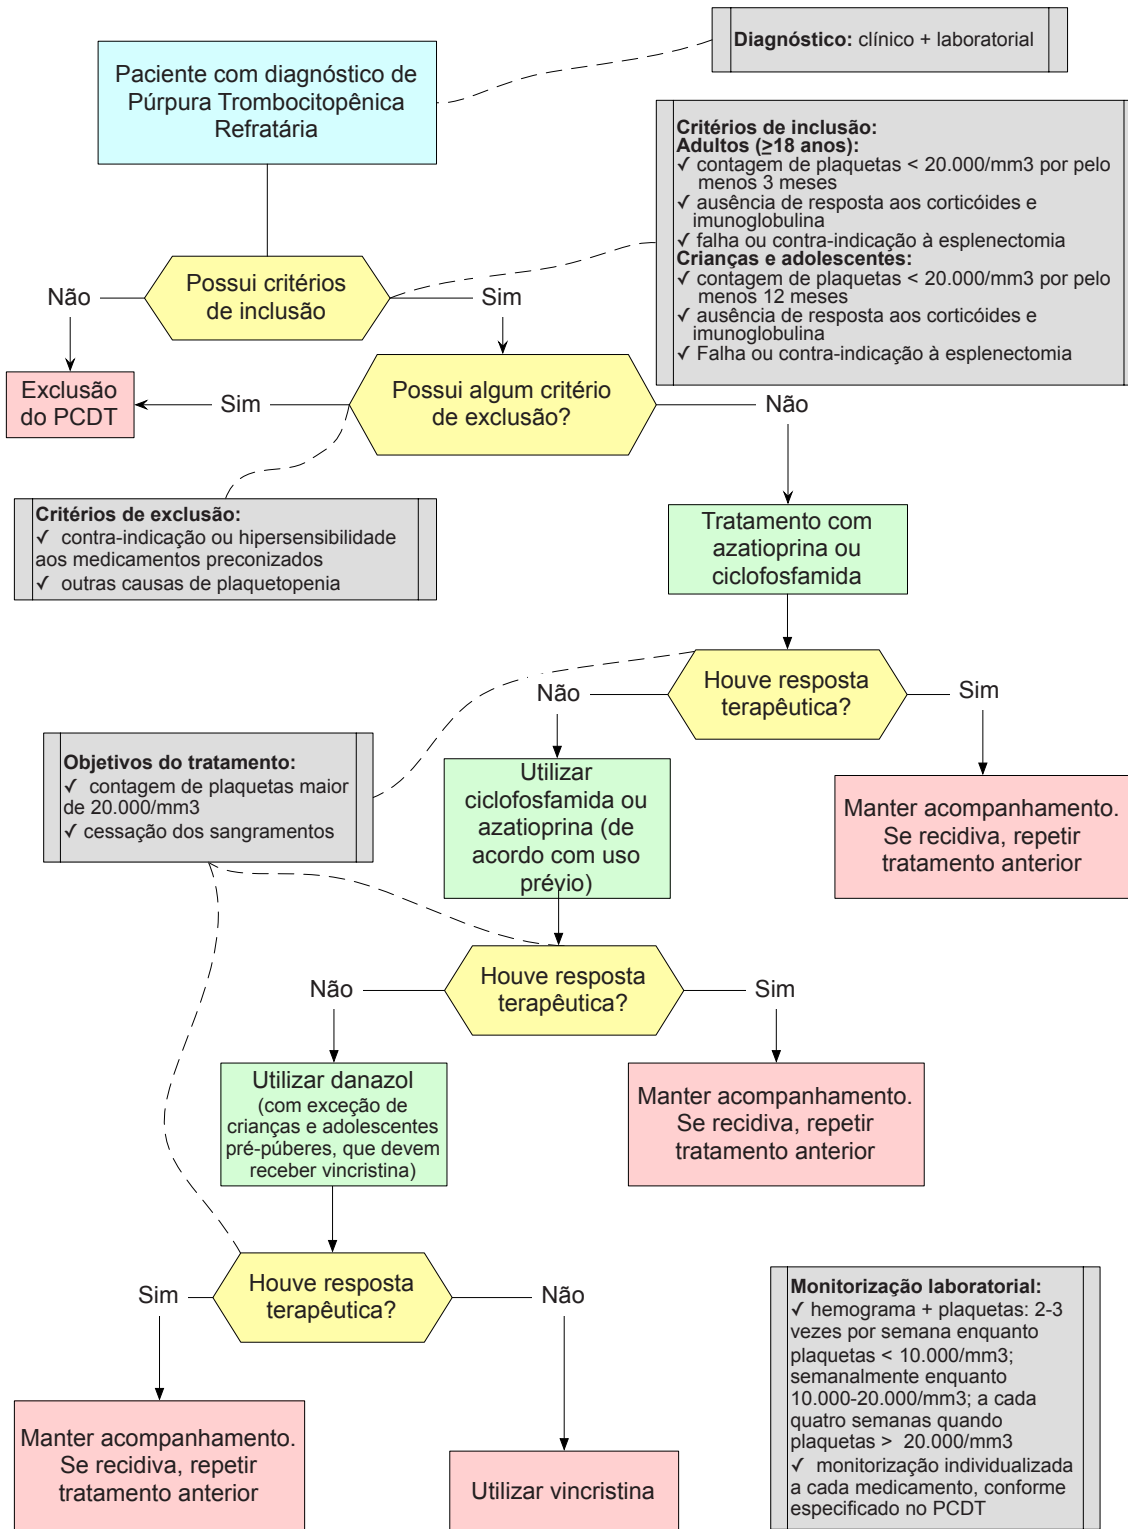 Diagnóstico: clínico + laboratorial
Paciente com diagnóstico de
Púrpura Trombocitopênica
Refratária
Critérios de inclusão:
Adultos (≥18 anos):
✓ contagem de plaquetas < 20.000/mm3 por pelo
menos 3 meses
✓ ausência de resposta aos corticóides e
imunoglobulina
✓ falha ou contra-indicação à esplenectomia
Crianças e adolescentes:
✓ contagem de plaquetas < 20.000/mm3 por pelo
menos 12 meses
✓ ausência de resposta aos corticóides e
imunoglobulina
✓ Falha ou contra-indicação à esplenectomia
Possui critérios
de inclusão
Não
Sim
Exclusão
do PCDT
Sim
Possui algum critério
de exclusão?
Não
Critérios de exclusão:
✓ contra-indicação ou hipersensibilidade
aos medicamentos preconizados
✓ outras causas de plaquetopenia
Tratamento com
azatioprina ou
ciclofosfamida
Houve resposta
terapêutica?
Não
Sim
Objetivos do tratamento:
✓ contagem de plaquetas maior
de 20.000/mm3
✓ cessação dos sangramentos
Utilizar
ciclofosfamida ou
azatioprina (de
acordo com uso
prévio)
Manter acompanhamento.
Se recidiva, repetir
tratamento anterior
Houve resposta
terapêutica?
Não
Sim
Utilizar danazol
(com exceção de
crianças e adolescentes
pré-púberes, que devem
receber vincristina)
Manter acompanhamento.
Se recidiva, repetir
tratamento anterior
Houve resposta
terapêutica?
Sim
Não
Manter acompanhamento.
Se recidiva, repetir
tratamento anterior
Utilizar vincristina
Monitorização laboratorial:
✓ hemograma + plaquetas: 2-3
vezes por semana enquanto
plaquetas < 10.000/mm3;
semanalmente enquanto
10.000-20.000/mm3; a cada
quatro semanas quando
plaquetas > 20.000/mm3
✓ monitorização individualizada
a cada medicamento, conforme
especificado no PCDT